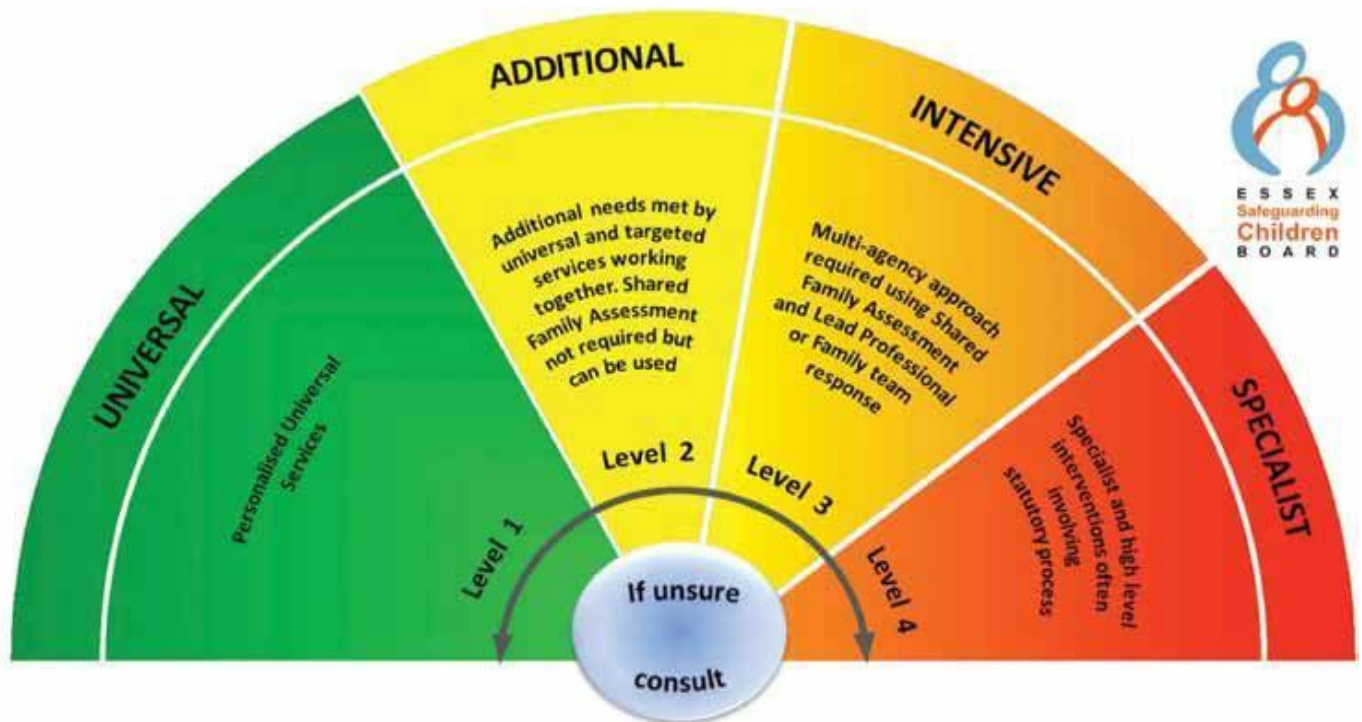 UNIVERSAL
Personalised Universal
Services
Level 1
ADDITIONAL
Additional needs met by
universal and targeted
services working
together. Shared
Family Assessment
not required but
can be used
Level 2
INTENSIVE
Multi-agency approach
required using Shared
Family Assessment
and Lead Professional
or Family team
response
Level 3
SPECIALIST
Specialist and high level
interventions often
involving
statutory process
Level 4
If unsure
consult
ESSEX
Safeguarding
Children
BOARD